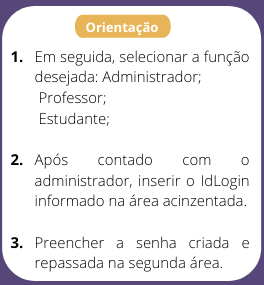 Orientação
1. Em seguida, selecionar a função
desejada: Administrador;
Professor;
Estudante;
2. Após contado com o
administrador, inserir o IdLogin
informado na área acinzentada.
3. Preencher a senha criada e
repassada na segunda área.